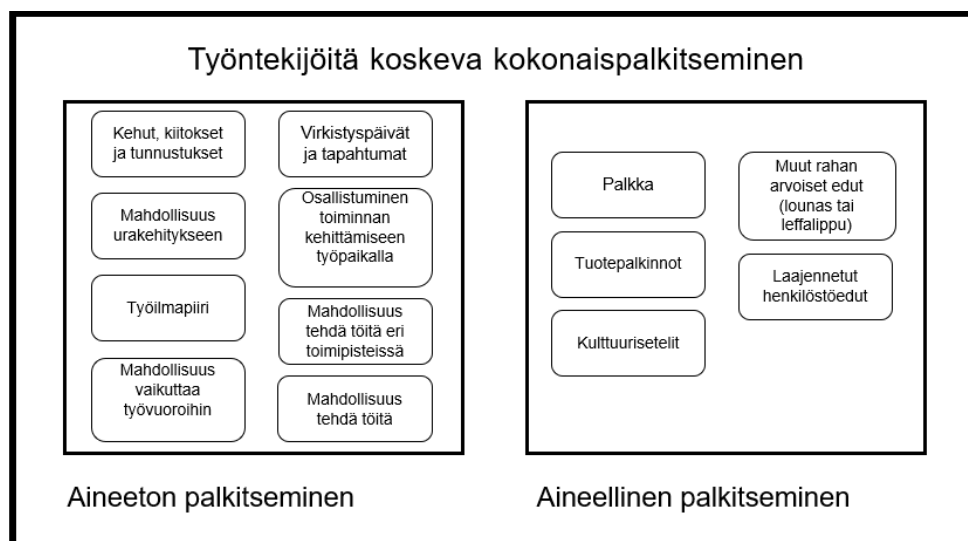 Työntekijöitä koskeva kokonaispalkitseminen
Kehut, kiitokset
ja tunnustukset
Mahdollisuus
urakehitykseen
Työilmapiiri
Mahdollisuus
vaikuttaa
työvuoroihin
Virkistyspäivät
ja tapahtumat
Osallistuminen
toiminnan
kehittämiseen
työpaikalla
Mahdollisuus
tehdä töitä eri
toimipisteissä
Mahdollisuus
tehdä töitä
Aineeton palkitseminen
Palkka
Tuotepalkinnot
Kulttuurisetelit
Muut rahan
arvoiset edut
(lounas tai
leffalippu)
Laajennetut
henkilöstöedut
Aineellinen palkitseminen